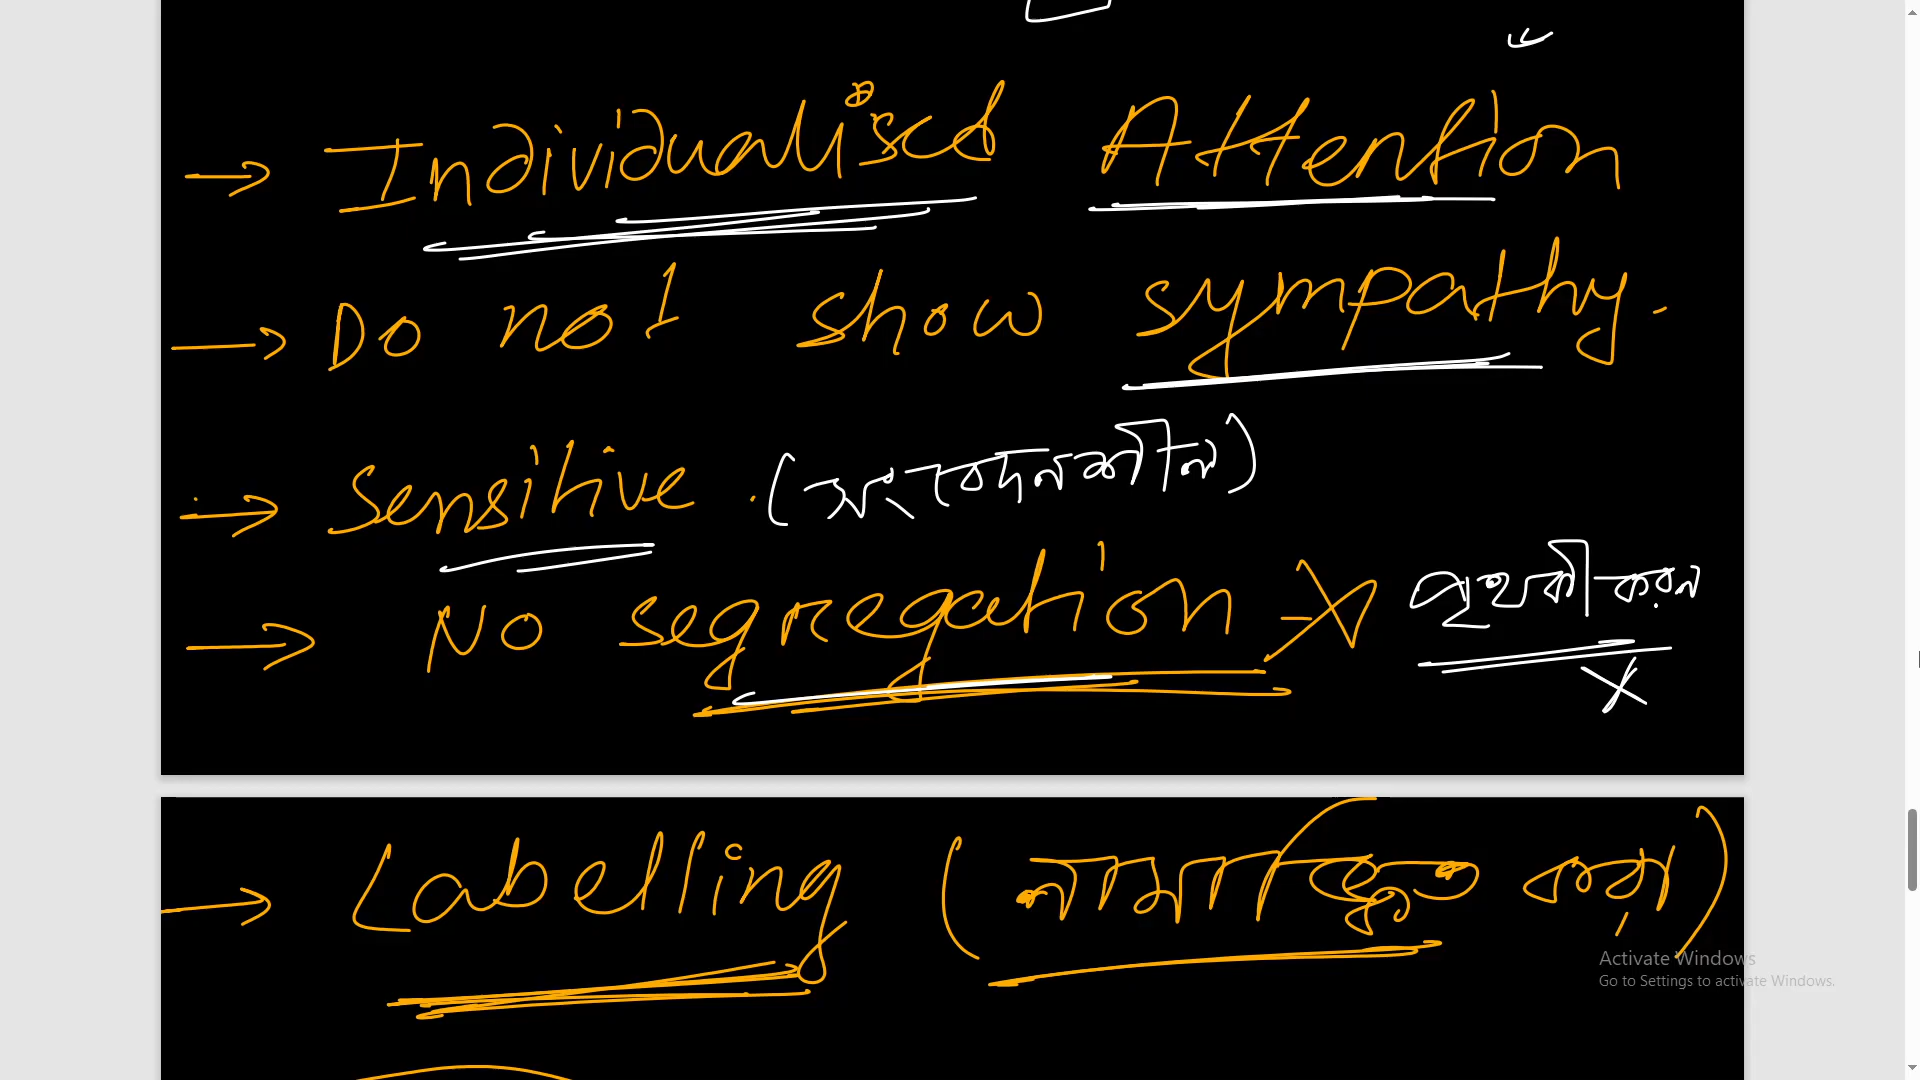 → Individualised Attention
→ Do not show sympathy.
→ Sensitive. (সংবেদনশীল)
→ No segregation - X পৃথকীকরন
X
→ Labelling (নামাঙ্কিত করা)
Activate Windows
Go to Settings to activate Windows.